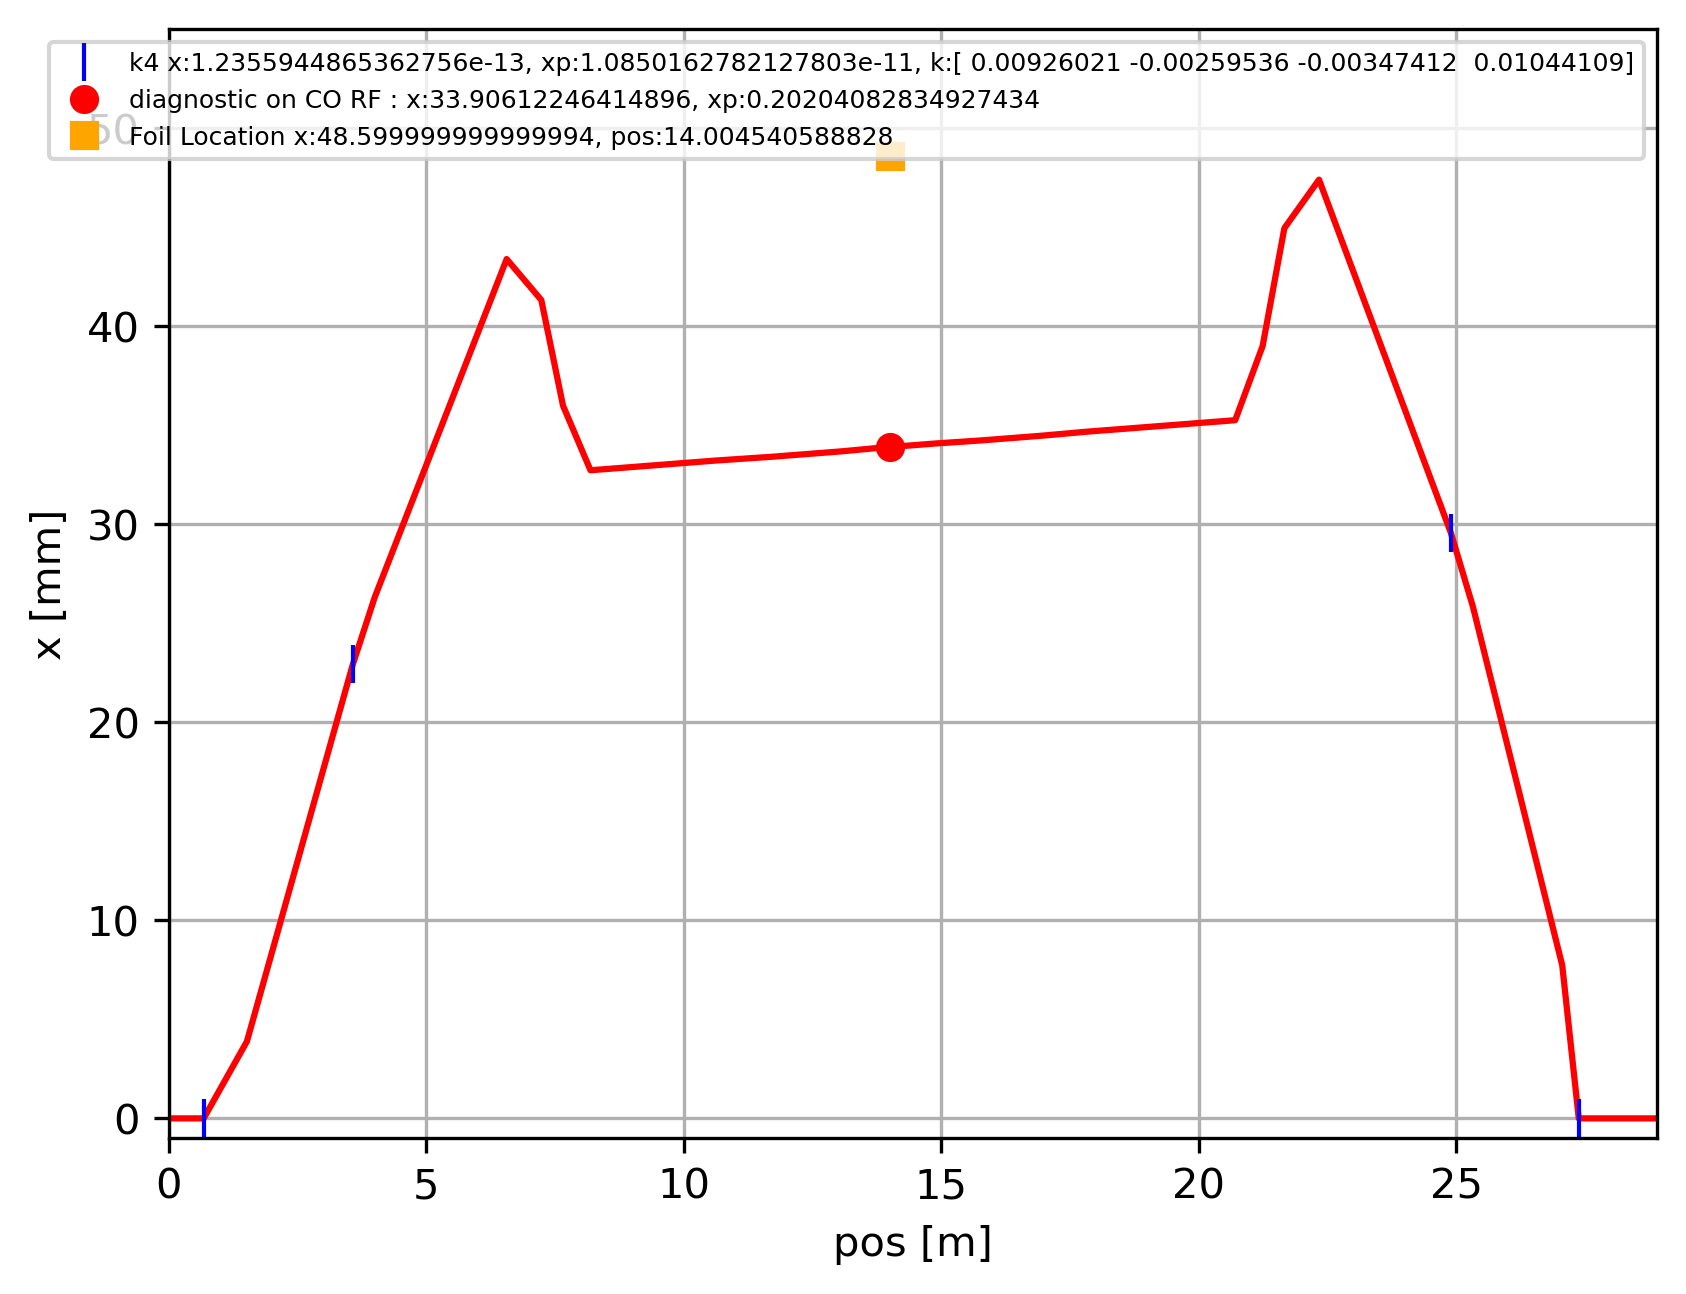 k4 x:1.2355944865362756e-13, xp:1.0850162782127803e-11, k:[ 0.00926021 -0.00259536 -0.00347412  0.01044109]
diagnostic on CO RF : x:33.90612246414896, xp:0.20204082834927434
Foil Location x:48.599999999999994, pos:14.004540588828
50
40
30
20
10
0
x [mm]
0 5 10 15 20 25
pos [m]